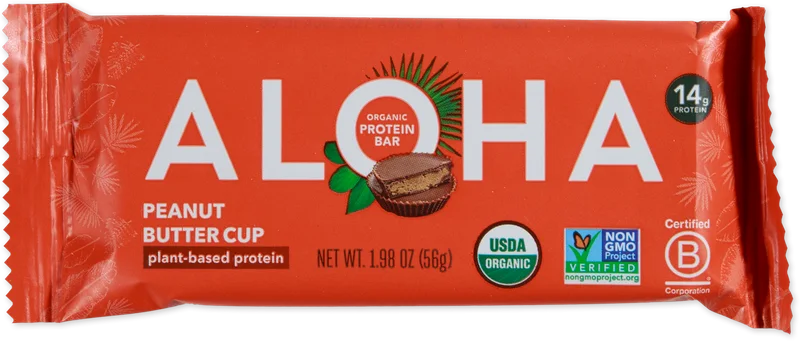 ALOHA
ORGANIC
PROTEIN
BAR
14g
PROTEIN
PEANUT
BUTTER CUP
plant-based protein
NET WT. 1.98 OZ (56g)
USDA
ORGANIC
NON
GMO
Project
VERIFIED
nongmoproject.org
Certified
B
Corporation